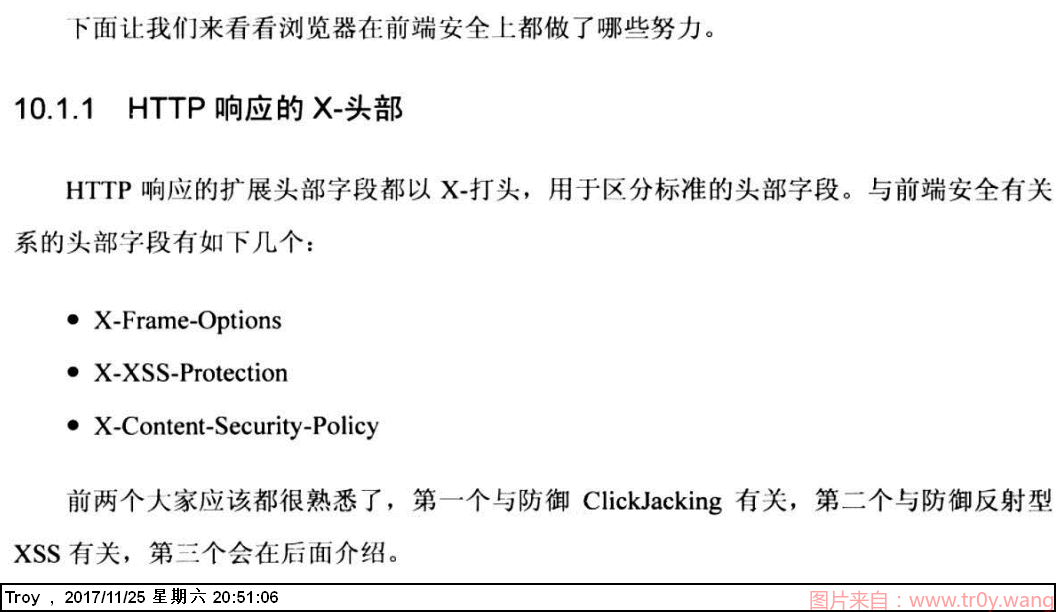 下面让我们来看看浏览器在前端安全上都做了哪些努力。
10.1.1 HTTP 响应的 X-头部
HTTP 响应的扩展头部字段都以 X-打头，用于区分标准的头部字段。与前端安全有关
系的头部字段有如下几个：
● X-Frame-Options
● X-XSS-Protection
● X-Content-Security-Policy
前两个大家应该都很熟悉了，第一个与防御 ClickJacking 有关，第二个与防御反射型
XSS 有关，第三个会在后面介绍。
Troy , 2017/11/25 星期六 20:51:06
图片来自：www.tr0y.wang